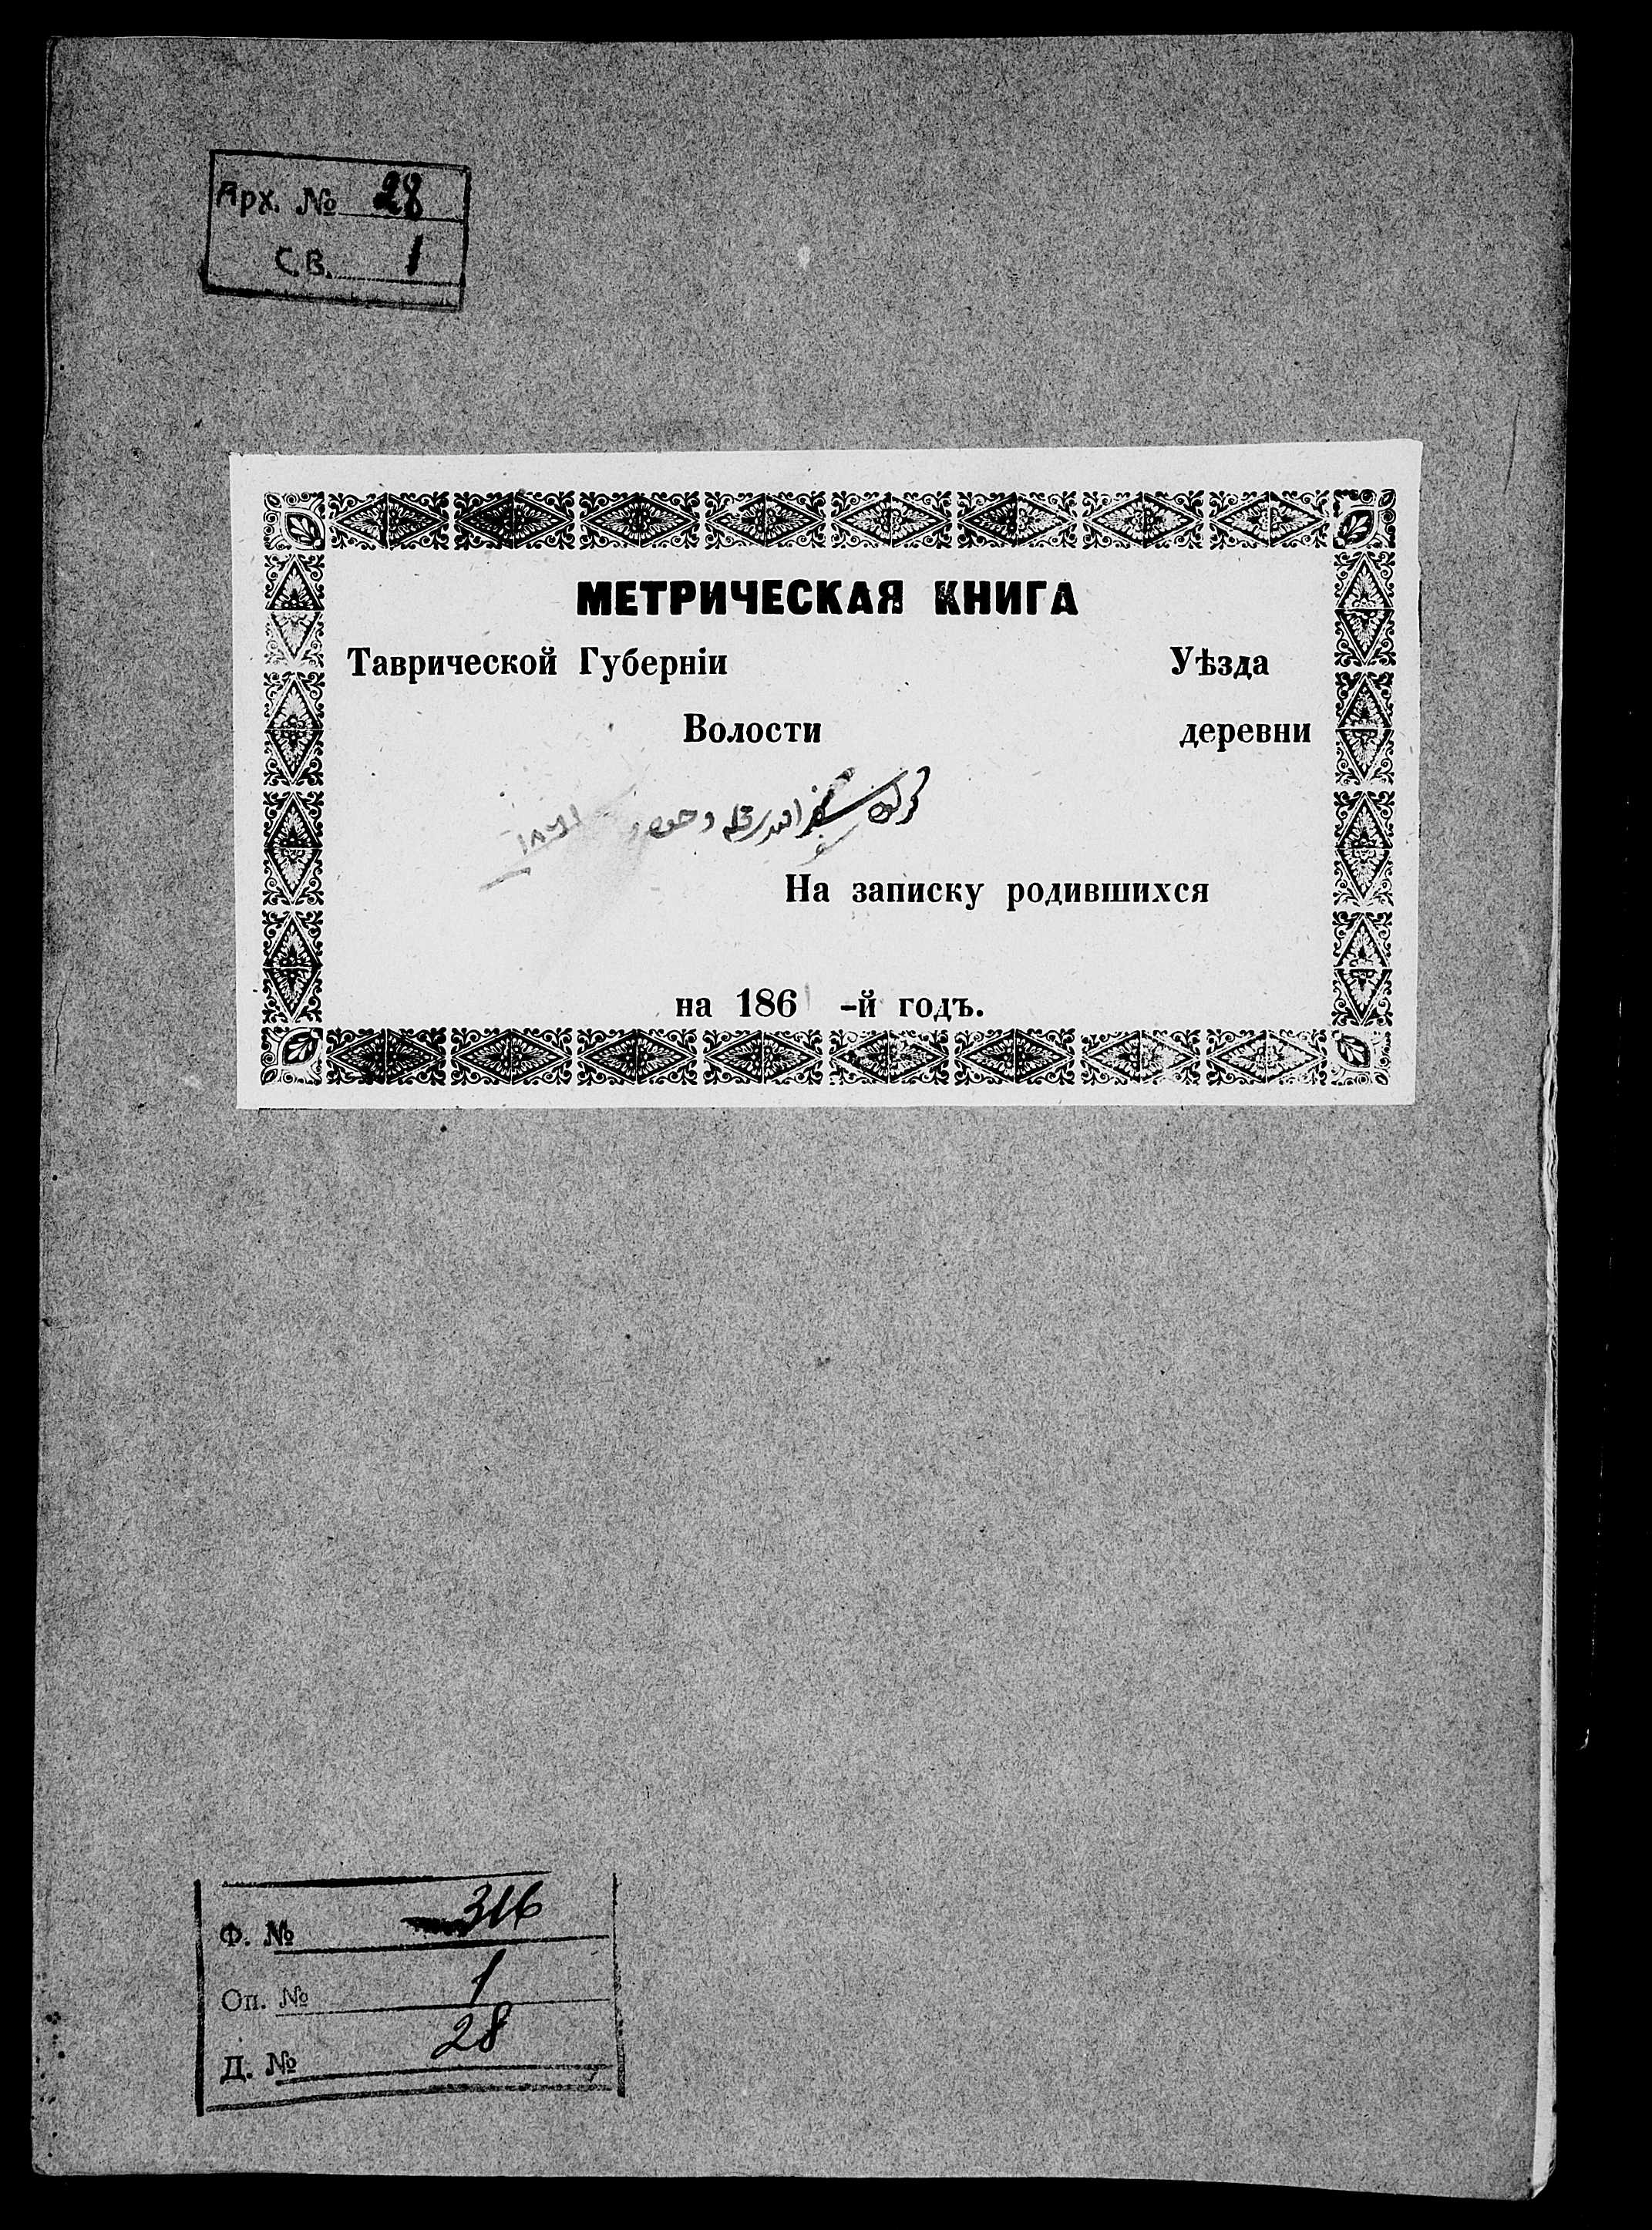 Арх. № 28
С.В. 1
МЕТРИЧЕСКАЯ КНИГА
Таврической Губерніи Уѣзда
Волости деревни
На записку родившихся
на 186 -й годъ.
Ф. № 316
Оп. № 1
Д. № 28